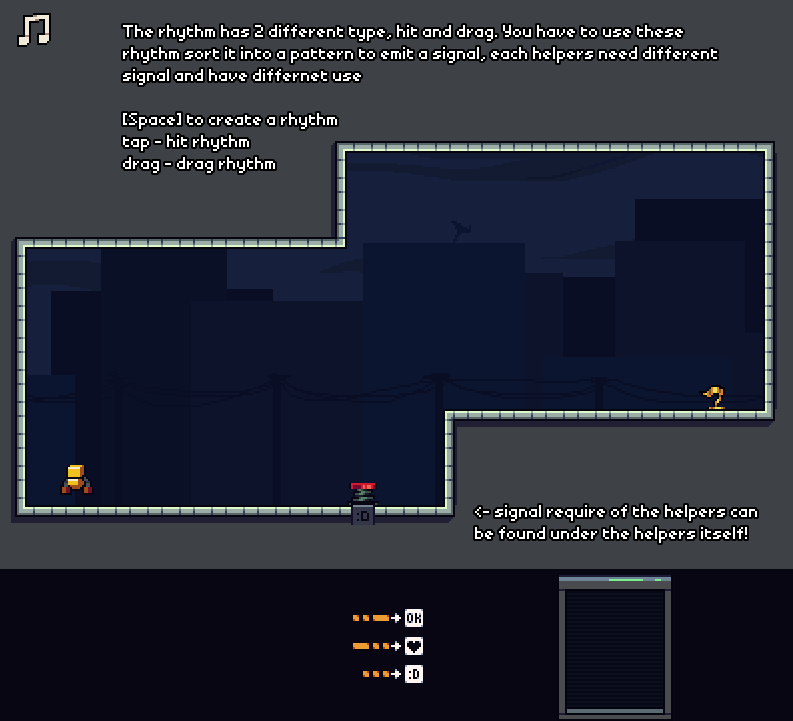 The rhythm has 2 different type, hit and drag. You have to use these
rhythm sort it into a pattern to emit a signal, each helpers need different
signal and have differnet use
[Space] to create a rhythm
tap - hit rhythm
drag - drag rhythm
:D
<- signal require of the helpers can
be found under the helpers itself!
OK
:D